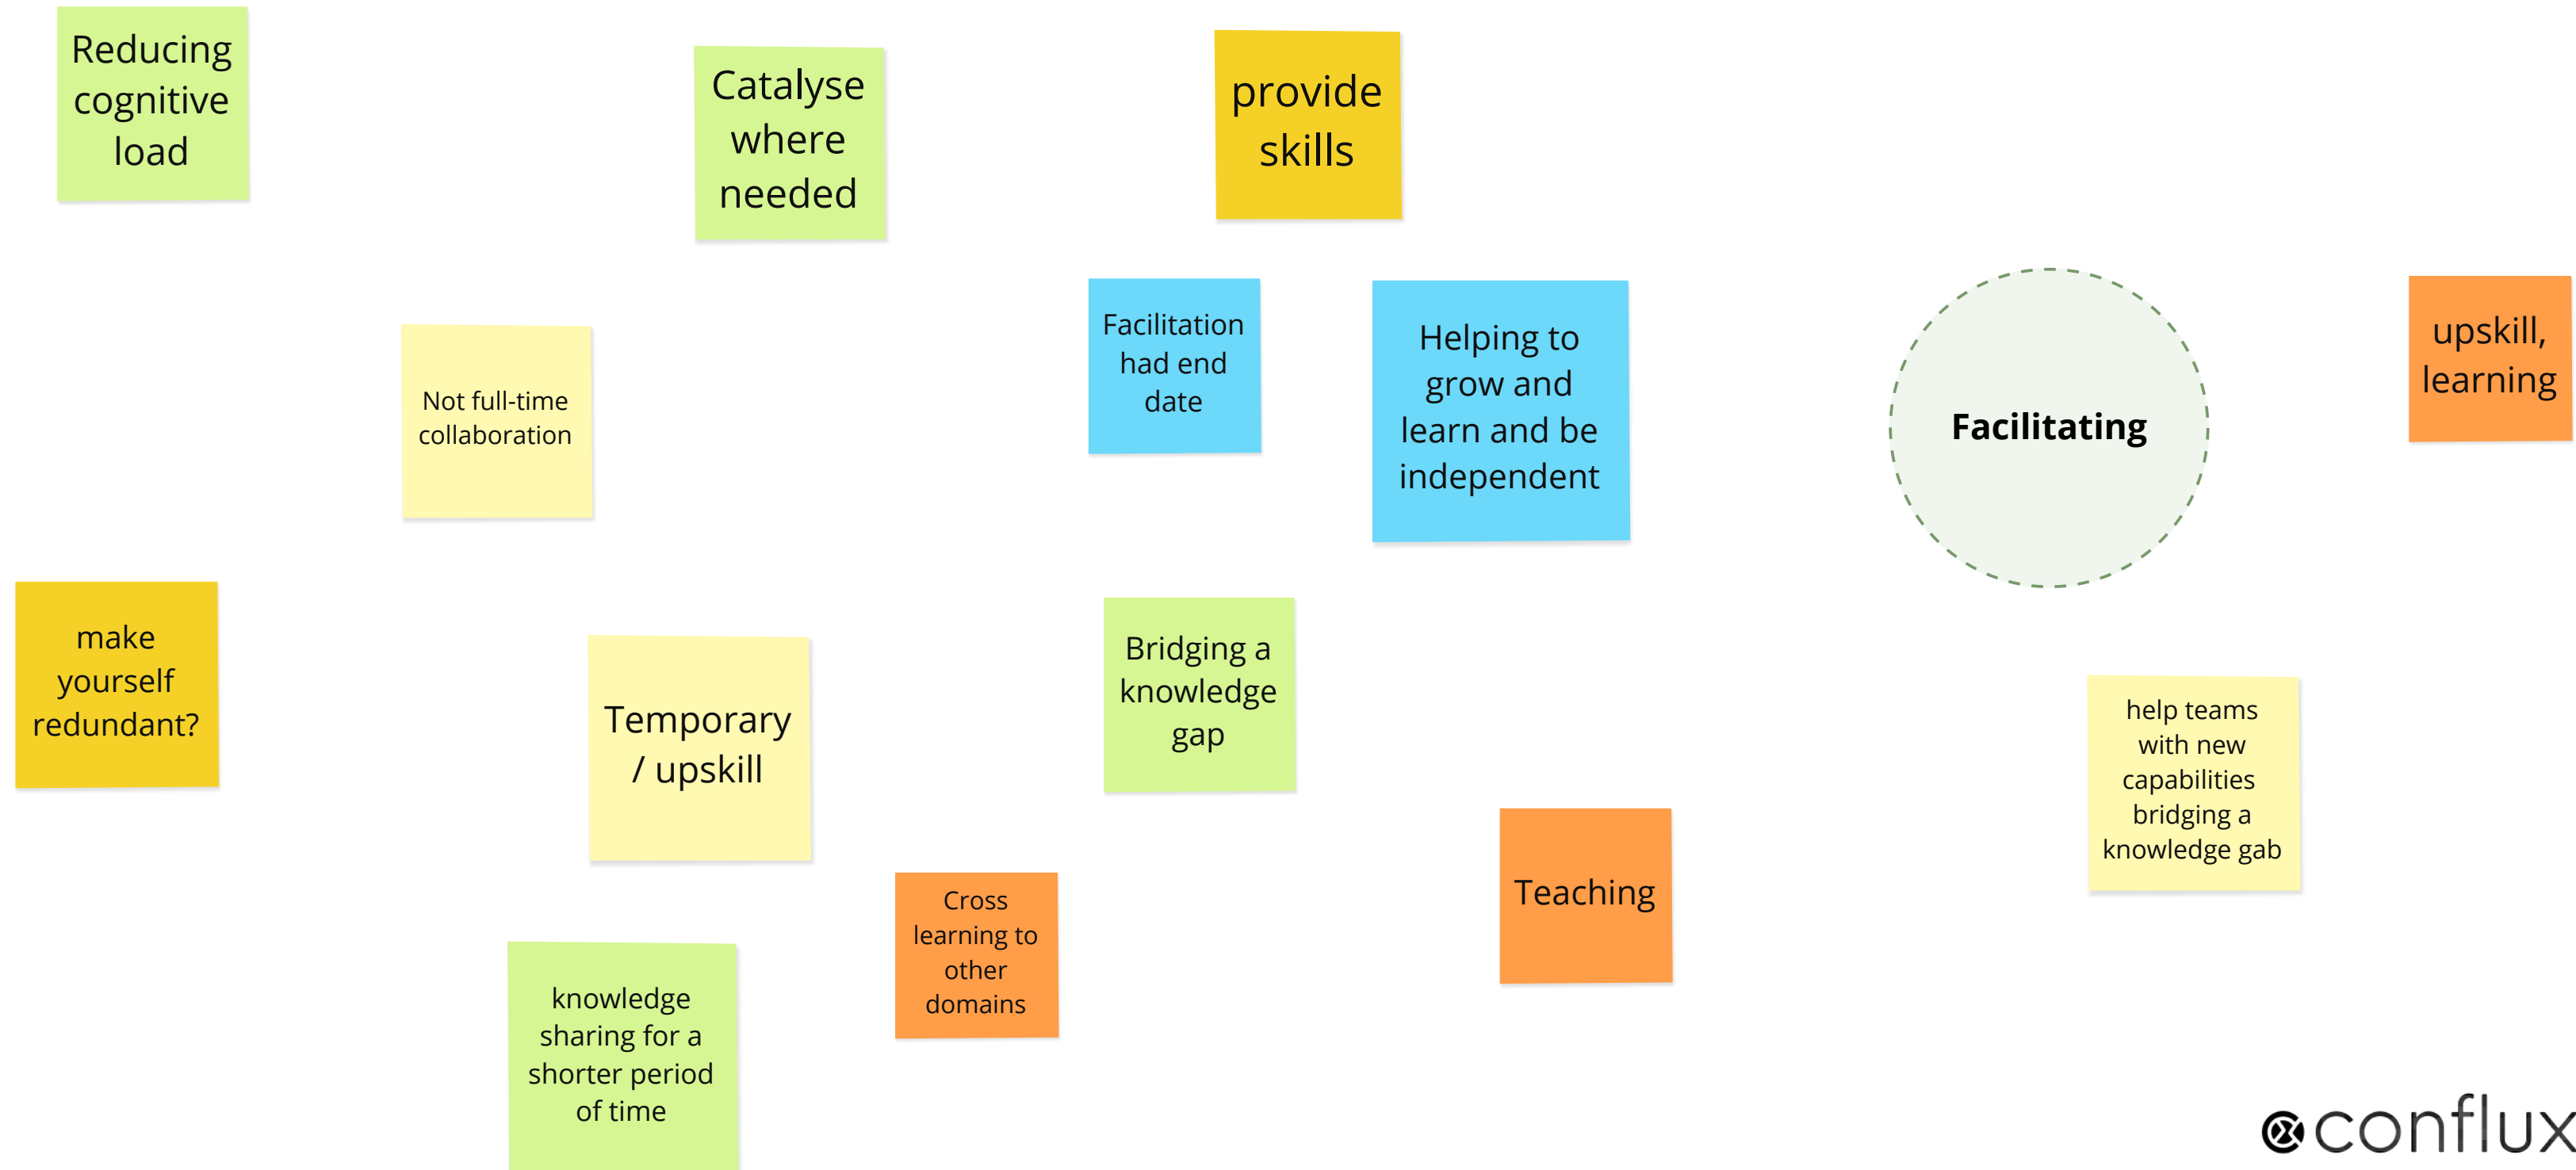 Reducing
cognitive
load
Catalyse
where
needed
provide
skills
Not full-time
collaboration
Facilitation
had end
date
Helping to
grow and
learn and be
independent
Facilitating
upskill,
learning
make
yourself
redundant?
Temporary
/ upskill
Bridging a
knowledge
gap
help teams
with new
capabilities
bridging a
knowledge gab
Cross
learning to
other
domains
Teaching
knowledge
sharing for a
shorter period
of time
conflux